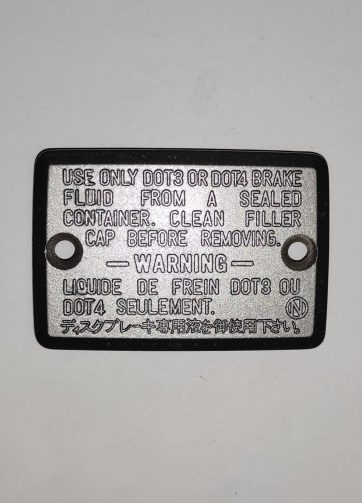 USE ONLY DOT3 OR DOT4 BRAKE
FLUID FROM A SEALED
CONTAINER. CLEAN FILLER
CAP BEFORE REMOVING.
— WARNING —
LIQUIDE DE FREIN DOT3 OU
DOT4 SEULEMENT.
ディスクブレーキ専用液を御使用下さい。